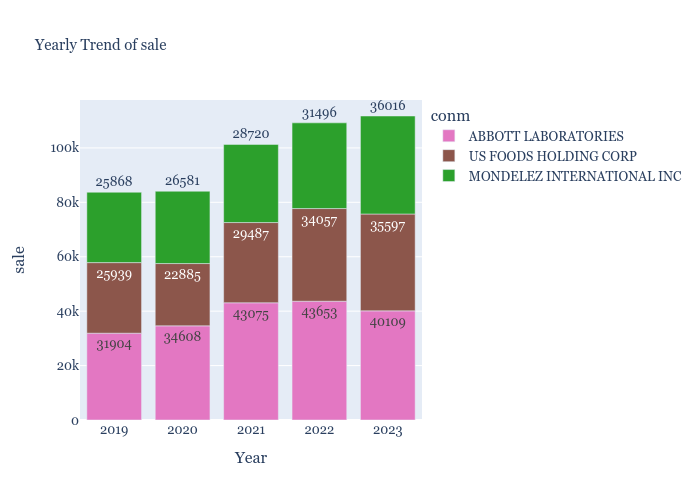 Yearly Trend of sale
conm
ABBOTT LABORATORIES
US FOODS HOLDING CORP
MONDELEZ INTERNATIONAL INC
sale
100k
80k
60k
40k
20k
0
25868
26581
28720
31496
36016
25939
22885
29487
34057
35597
31904
34608
43075
43653
40109
2019
2020
2021
2022
2023
Year